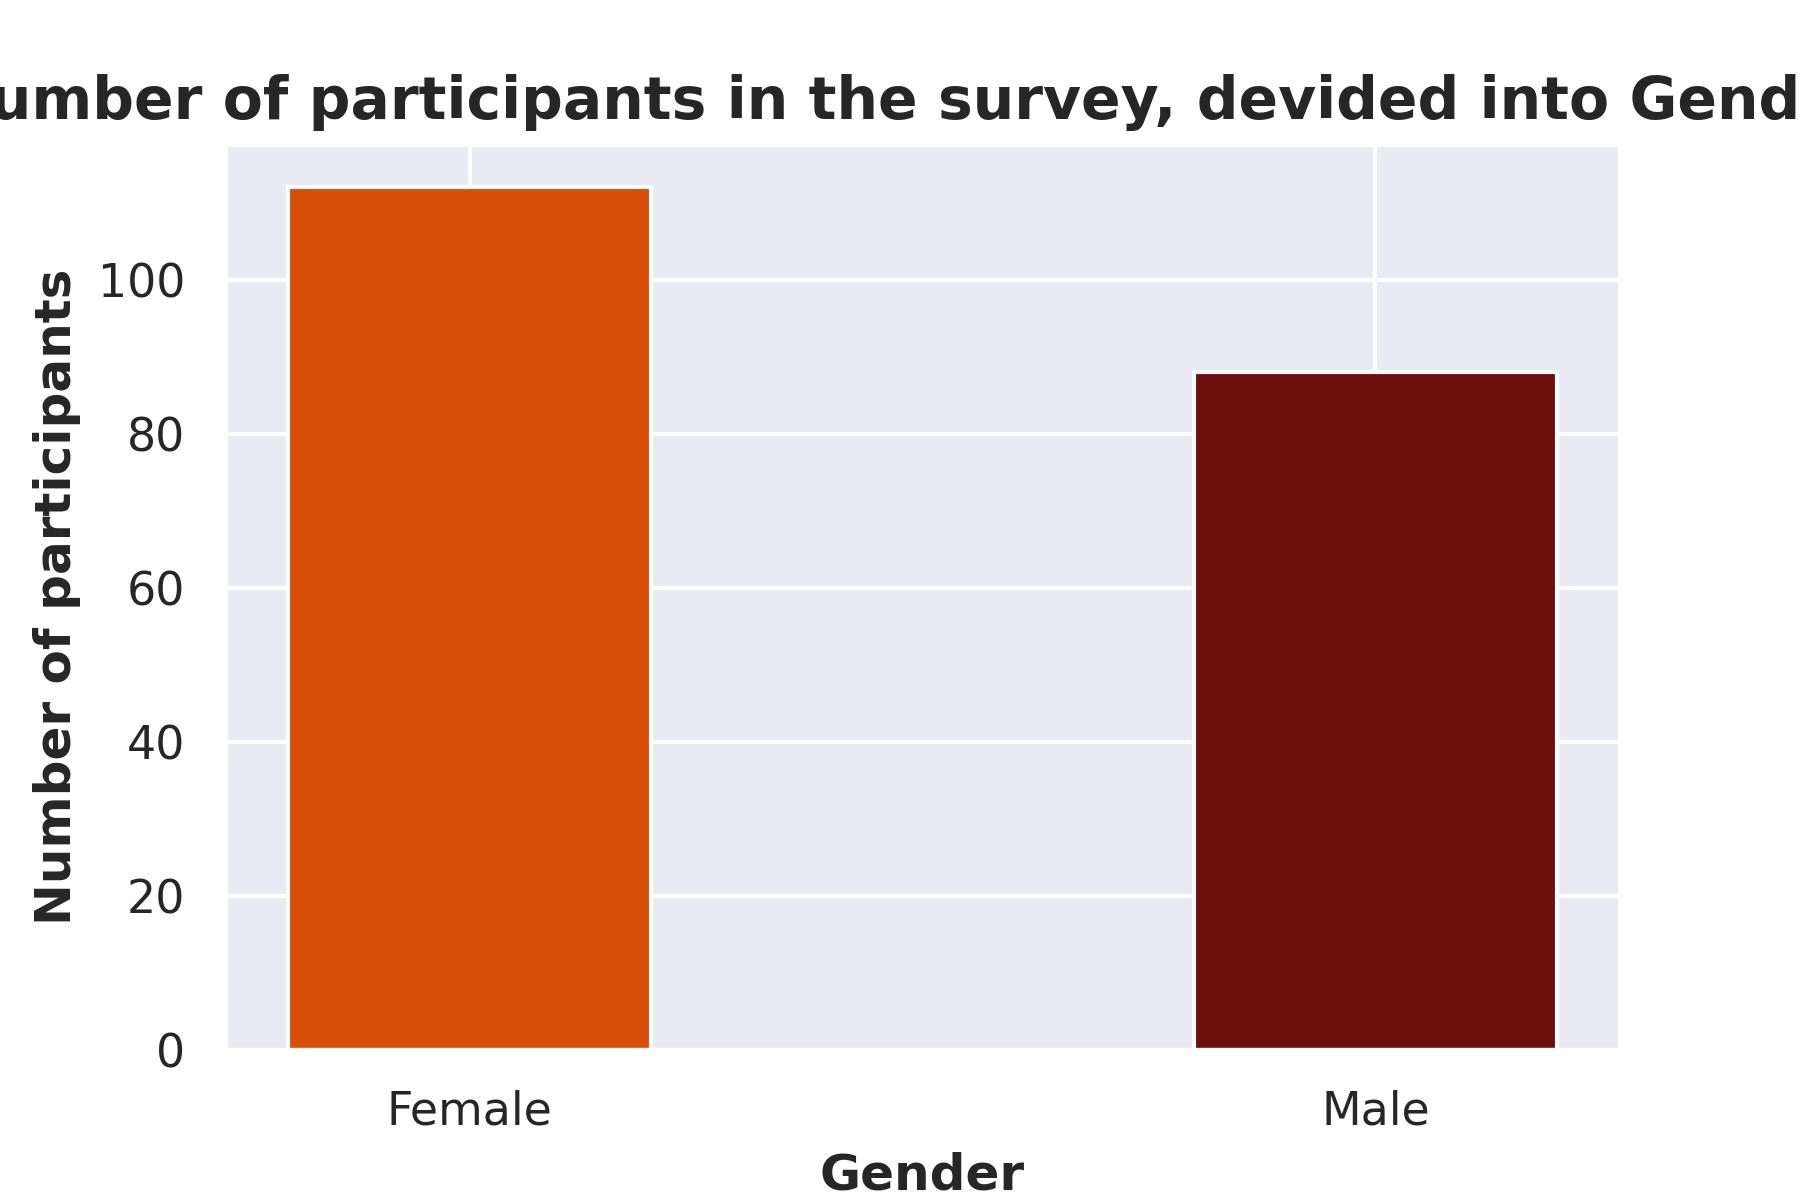 umber of participants in the survey, devided into Gend
Number of participants
100
80
60
40
20
0
Female
Male
Gender